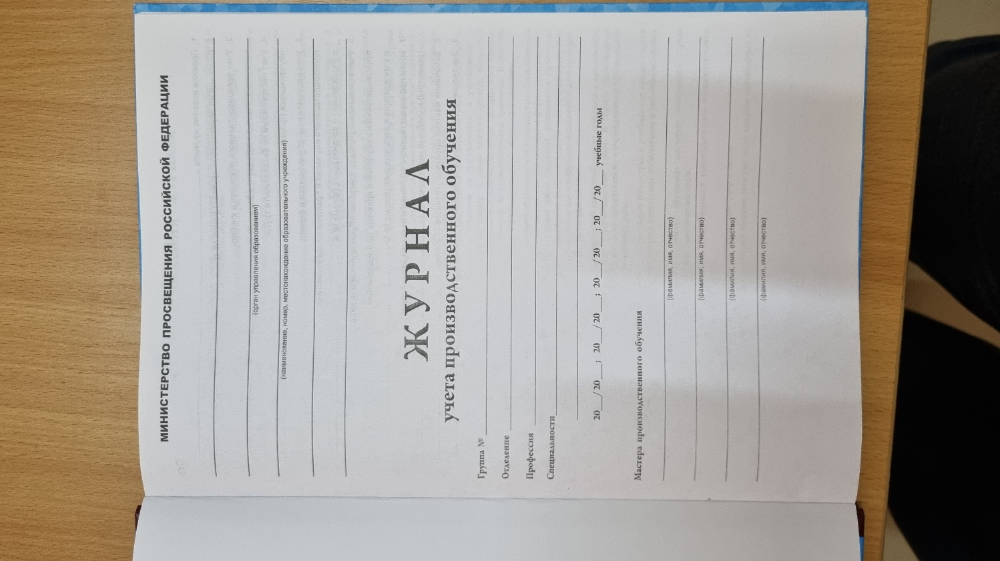 МИНИСТЕРСТВО ПРОСВЕЩЕНИЯ РОССИЙСКОЙ ФЕДЕРАЦИИ
(орган управления образованием)
(наименование, номер, местонахождение образовательного учреждения)
ЖУРНАЛ
учета производственного обучения
Группа №
Отделение
Профессия
Специальности
20__/20__; 20__/20__; 20__/20__; 20__/20__ учебные годы
Мастера производственного обучения
(фамилия, имя, отчество)
(фамилия, имя, отчество)
(фамилия, имя, отчество)
(фамилия, имя, отчество)